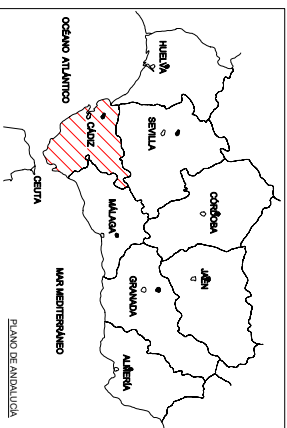 HUELVA
SEVILLA
CÓRDOBA
JAÉN
CÁDIZ
MÁLAGA
GRANADA
ALMERÍA
OCÉANO ATLÁNTICO
CEUTA
MAR MEDITERRÁNEO
PLANO DE ANDALUCÍA